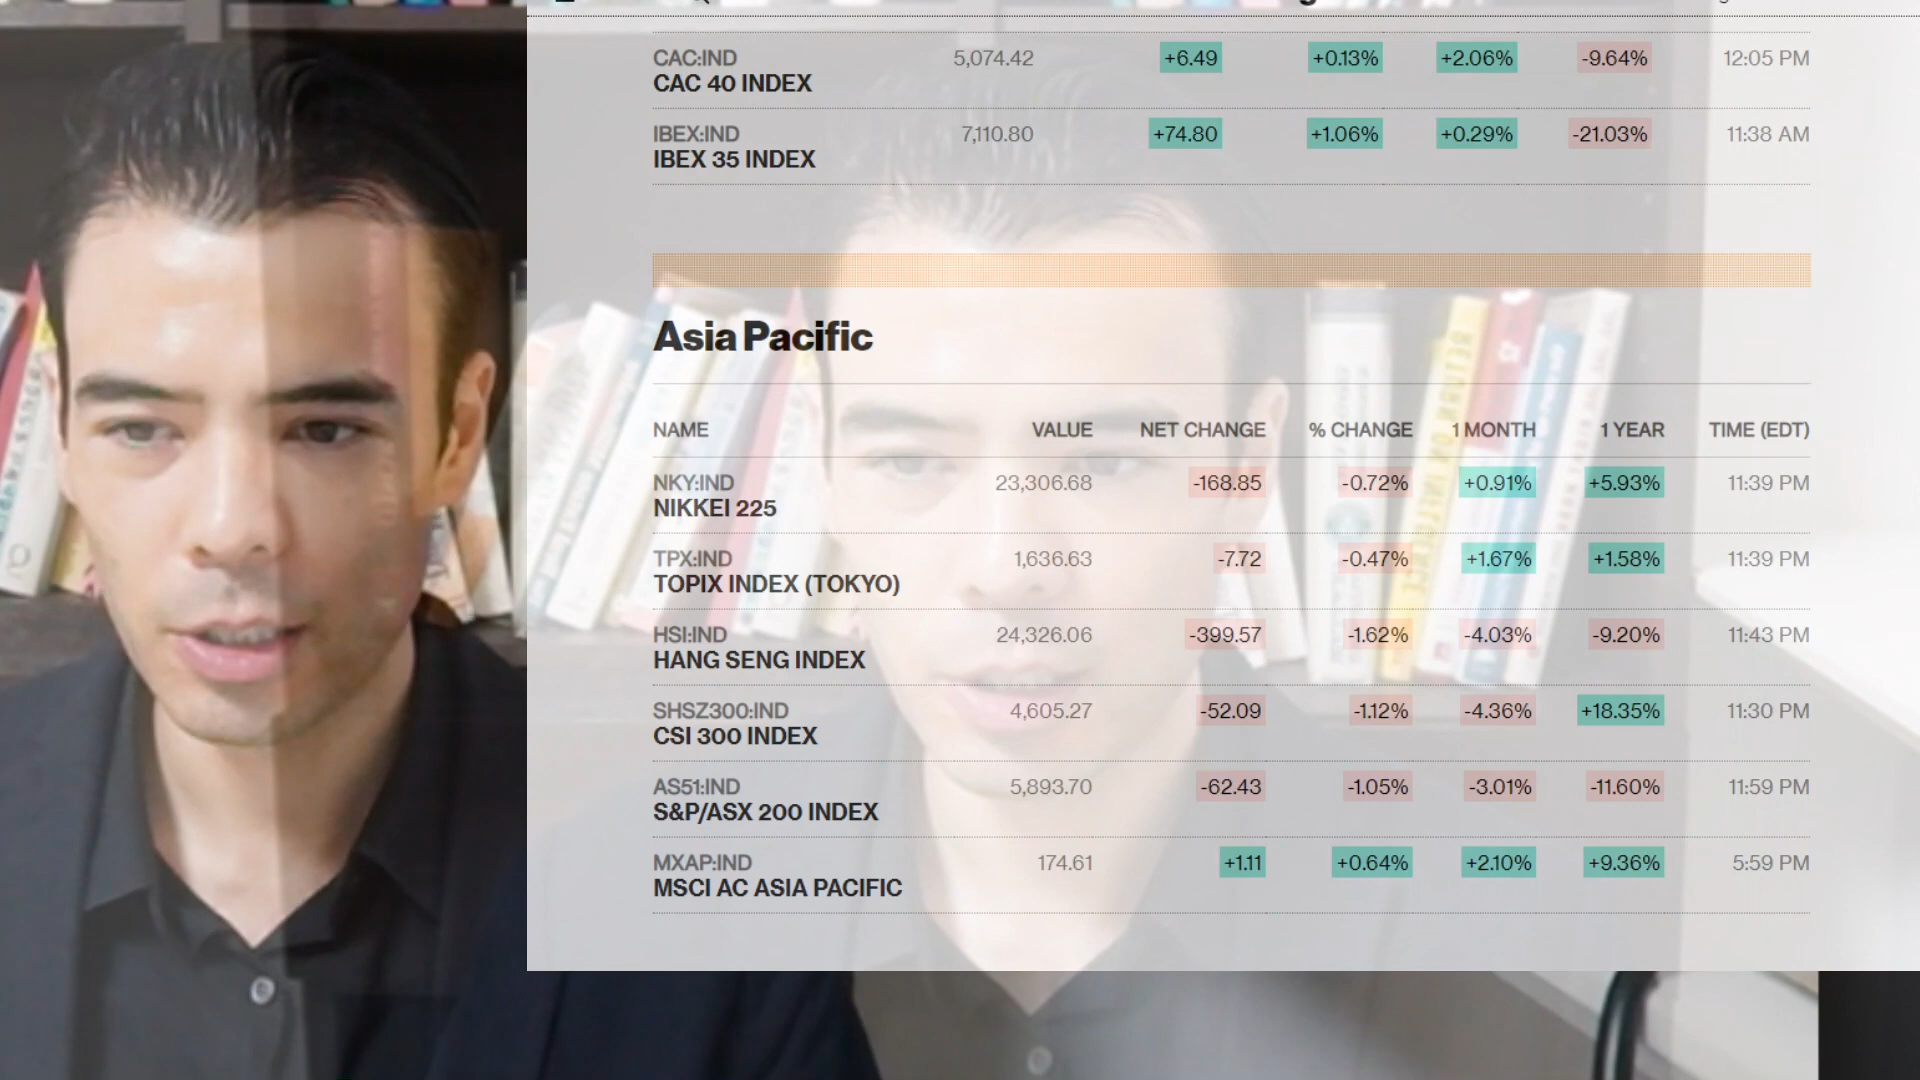 CAC:IND 5,074.42 +6.49 +0.13% +2.06% -9.64% 12:05 PM
CAC 40 INDEX
IBEX:IND 7,110.80 +74.80 +1.06% +0.29% -21.03% 11:38 AM
IBEX 35 INDEX
Asia Pacific
NAME VALUE NET CHANGE % CHANGE 1 MONTH 1 YEAR TIME (EDT)
NKY:IND 23,306.68 -168.85 -0.72% +0.91% +5.93% 11:39 PM
NIKKEI 225
TPX:IND 1,636.63 -7.72 -0.47% +1.67% +1.58% 11:39 PM
TOPIX INDEX (TOKYO)
HSI:IND 24,326.06 -399.57 -1.62% -4.03% -9.20% 11:43 PM
HANG SENG INDEX
SHSZ300:IND 4,605.27 -52.09 -1.12% -4.36% +18.35% 11:30 PM
CSI 300 INDEX
AS51:IND 5,893.70 -62.43 -1.05% -3.01% -11.60% 11:59 PM
S&P/ASX 200 INDEX
MXAP:IND 174.61 +1.11 +0.64% +2.10% +9.36% 5:59 PM
MSCI AC ASIA PACIFIC